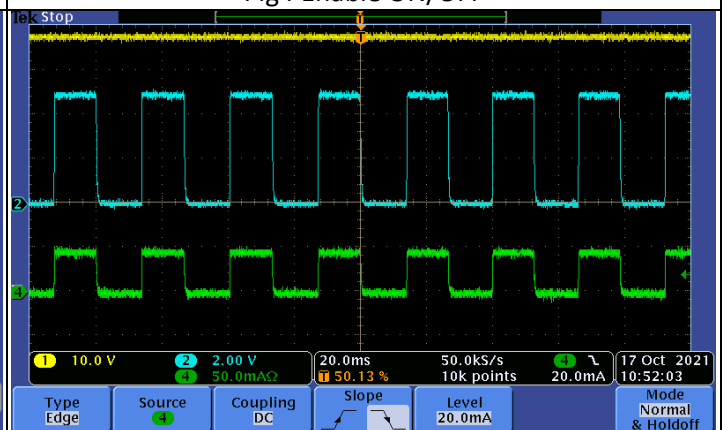 Tek Stop
T
T
2
4
1 10.0 V 2 2.00 V 20.0ms 50.0kS/s 4 17 Oct 2021
4 50.0mAΩ T 50.13 % 10k points 20.0mA 10:52:03
Type Source Coupling Slope Level Mode
Edge 4 DC 20.0mA Normal
& Holdoff